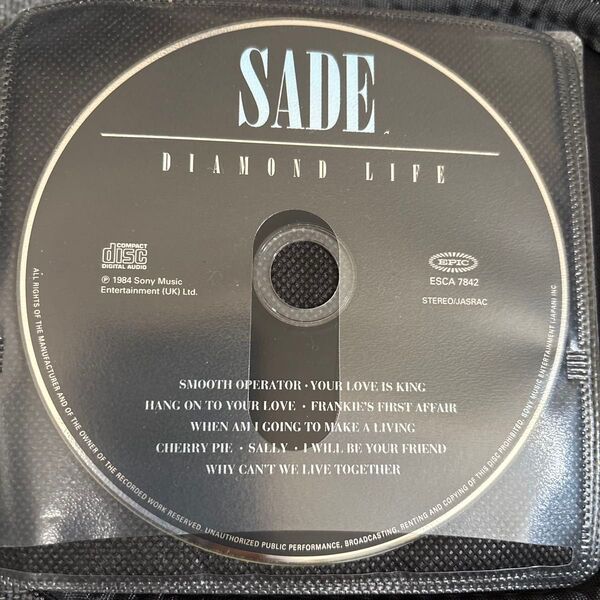 SADE
DIAMOND LIFE
COMPACT
disc
DIGITAL AUDIO
℗ 1984 Sony Music
Entertainment (UK) Ltd.
EPIC
ESCA 7842
STEREO/JASRAC
SMOOTH OPERATOR · YOUR LOVE IS KING
HANG ON TO YOUR LOVE · FRANKIE'S FIRST AFFAIR
WHEN AM I GOING TO MAKE A LIVING
CHERRY PIE · SALLY · I WILL BE YOUR FRIEND
WHY CAN'T WE LIVE TOGETHER
ALL RIGHTS OF THE MANUFACTURER AND OF THE OWNER OF THE RECORDED WORK RESERVED. UNAUTHORIZED PUBLIC PERFORMANCE, BROADCASTING, RENTING AND COPYING OF THIS DISC PROHIBITED. SONY MUSIC ENTERTAINMENT (JAPAN) INC.